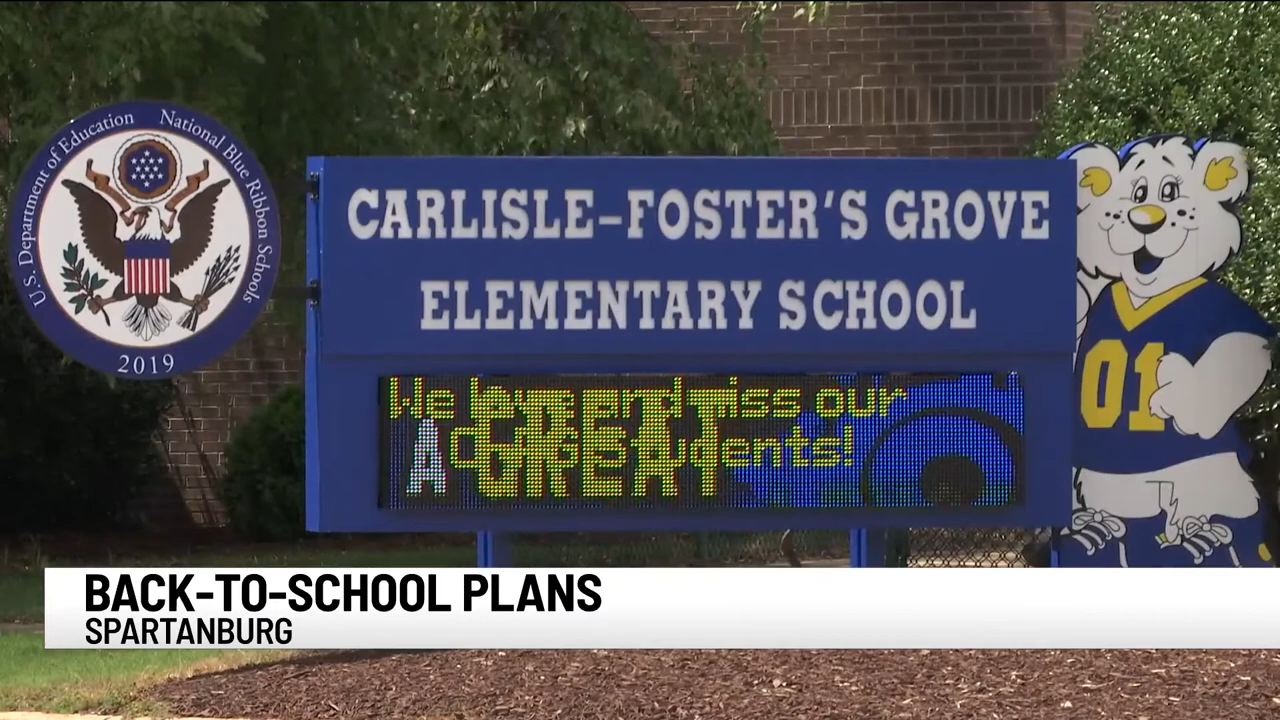 U.S. Department of Education National Blue Ribbon Schools
2019
CARLISLE-FOSTER'S GROVE
ELEMENTARY SCHOOL
We love and miss our
A GREAT
01
BACK-TO-SCHOOL PLANS
SPARTANBURG